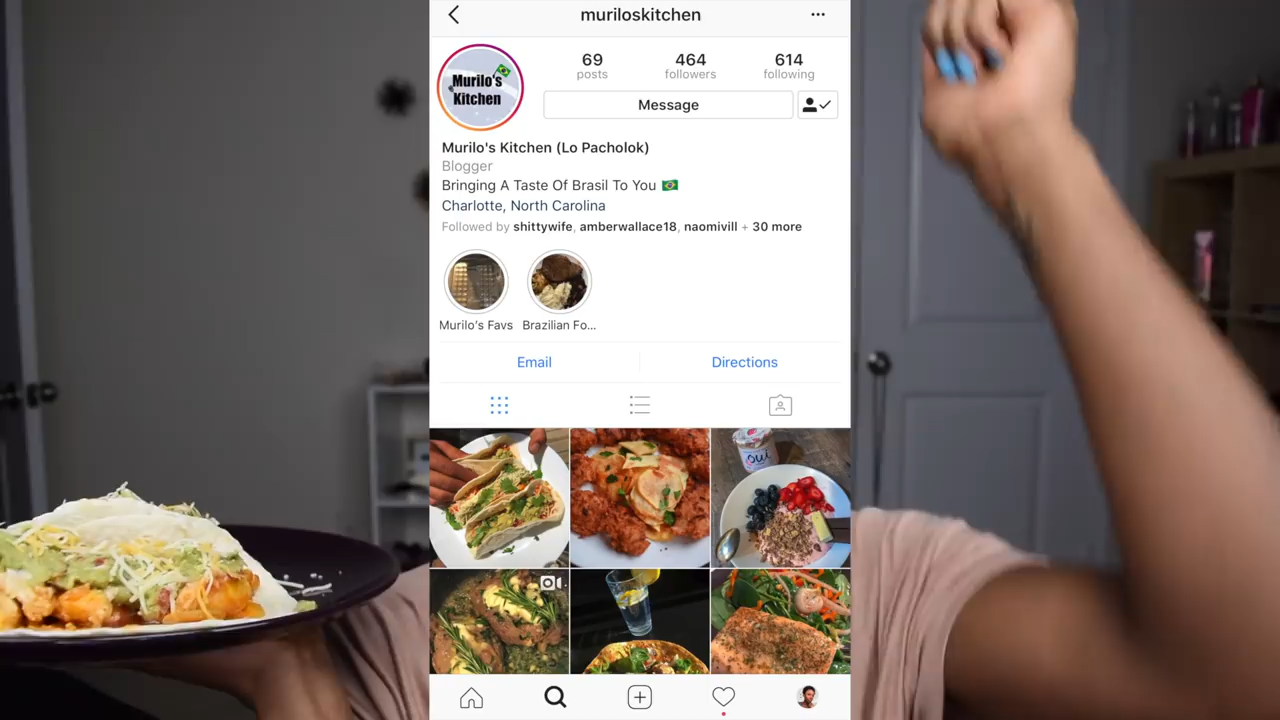 muriloskitchen
Murilo's
Kitchen
69
posts
464
followers
614
following
Message
Murilo's Kitchen (Lo Pacholok)
Blogger
Bringing A Taste Of Brasil To You 🇧🇷
Charlotte, North Carolina
Followed by shittywife, amberwallace18, naomivill + 30 more
Murilo's Favs
Brazilian Fo...
Email
Directions
oui